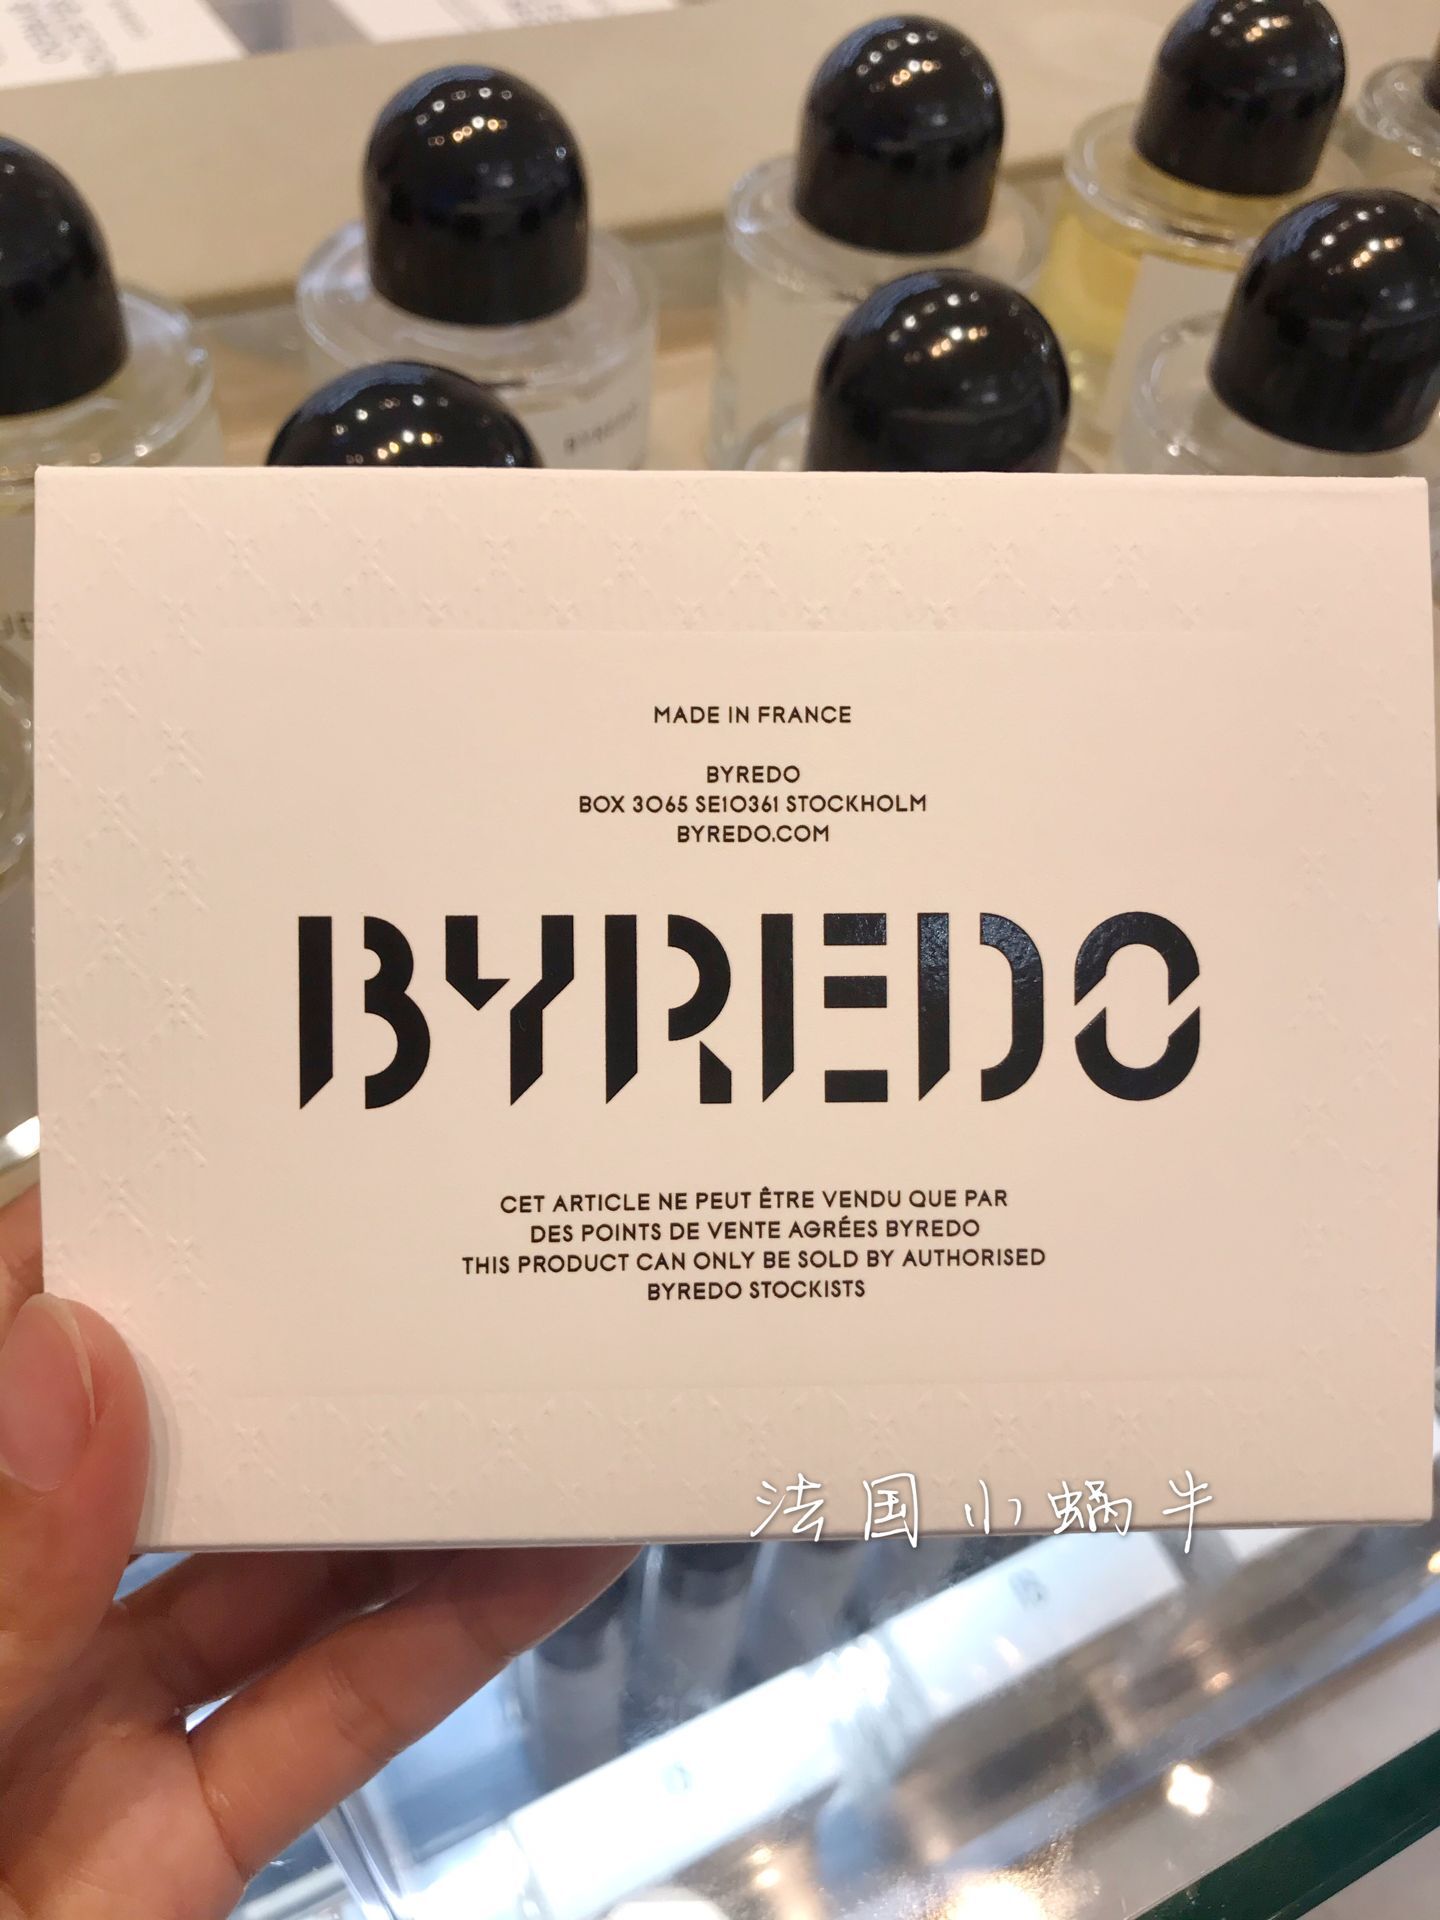 MADE IN FRANCE
BYREDO
BOX 3065 SE10361 STOCKHOLM
BYREDO.COM
BYREDO
CET ARTICLE NE PEUT ÊTRE VENDU QUE PAR
DES POINTS DE VENTE AGRÉES BYREDO
THIS PRODUCT CAN ONLY BE SOLD BY AUTHORISED
BYREDO STOCKISTS
法国小蜗牛